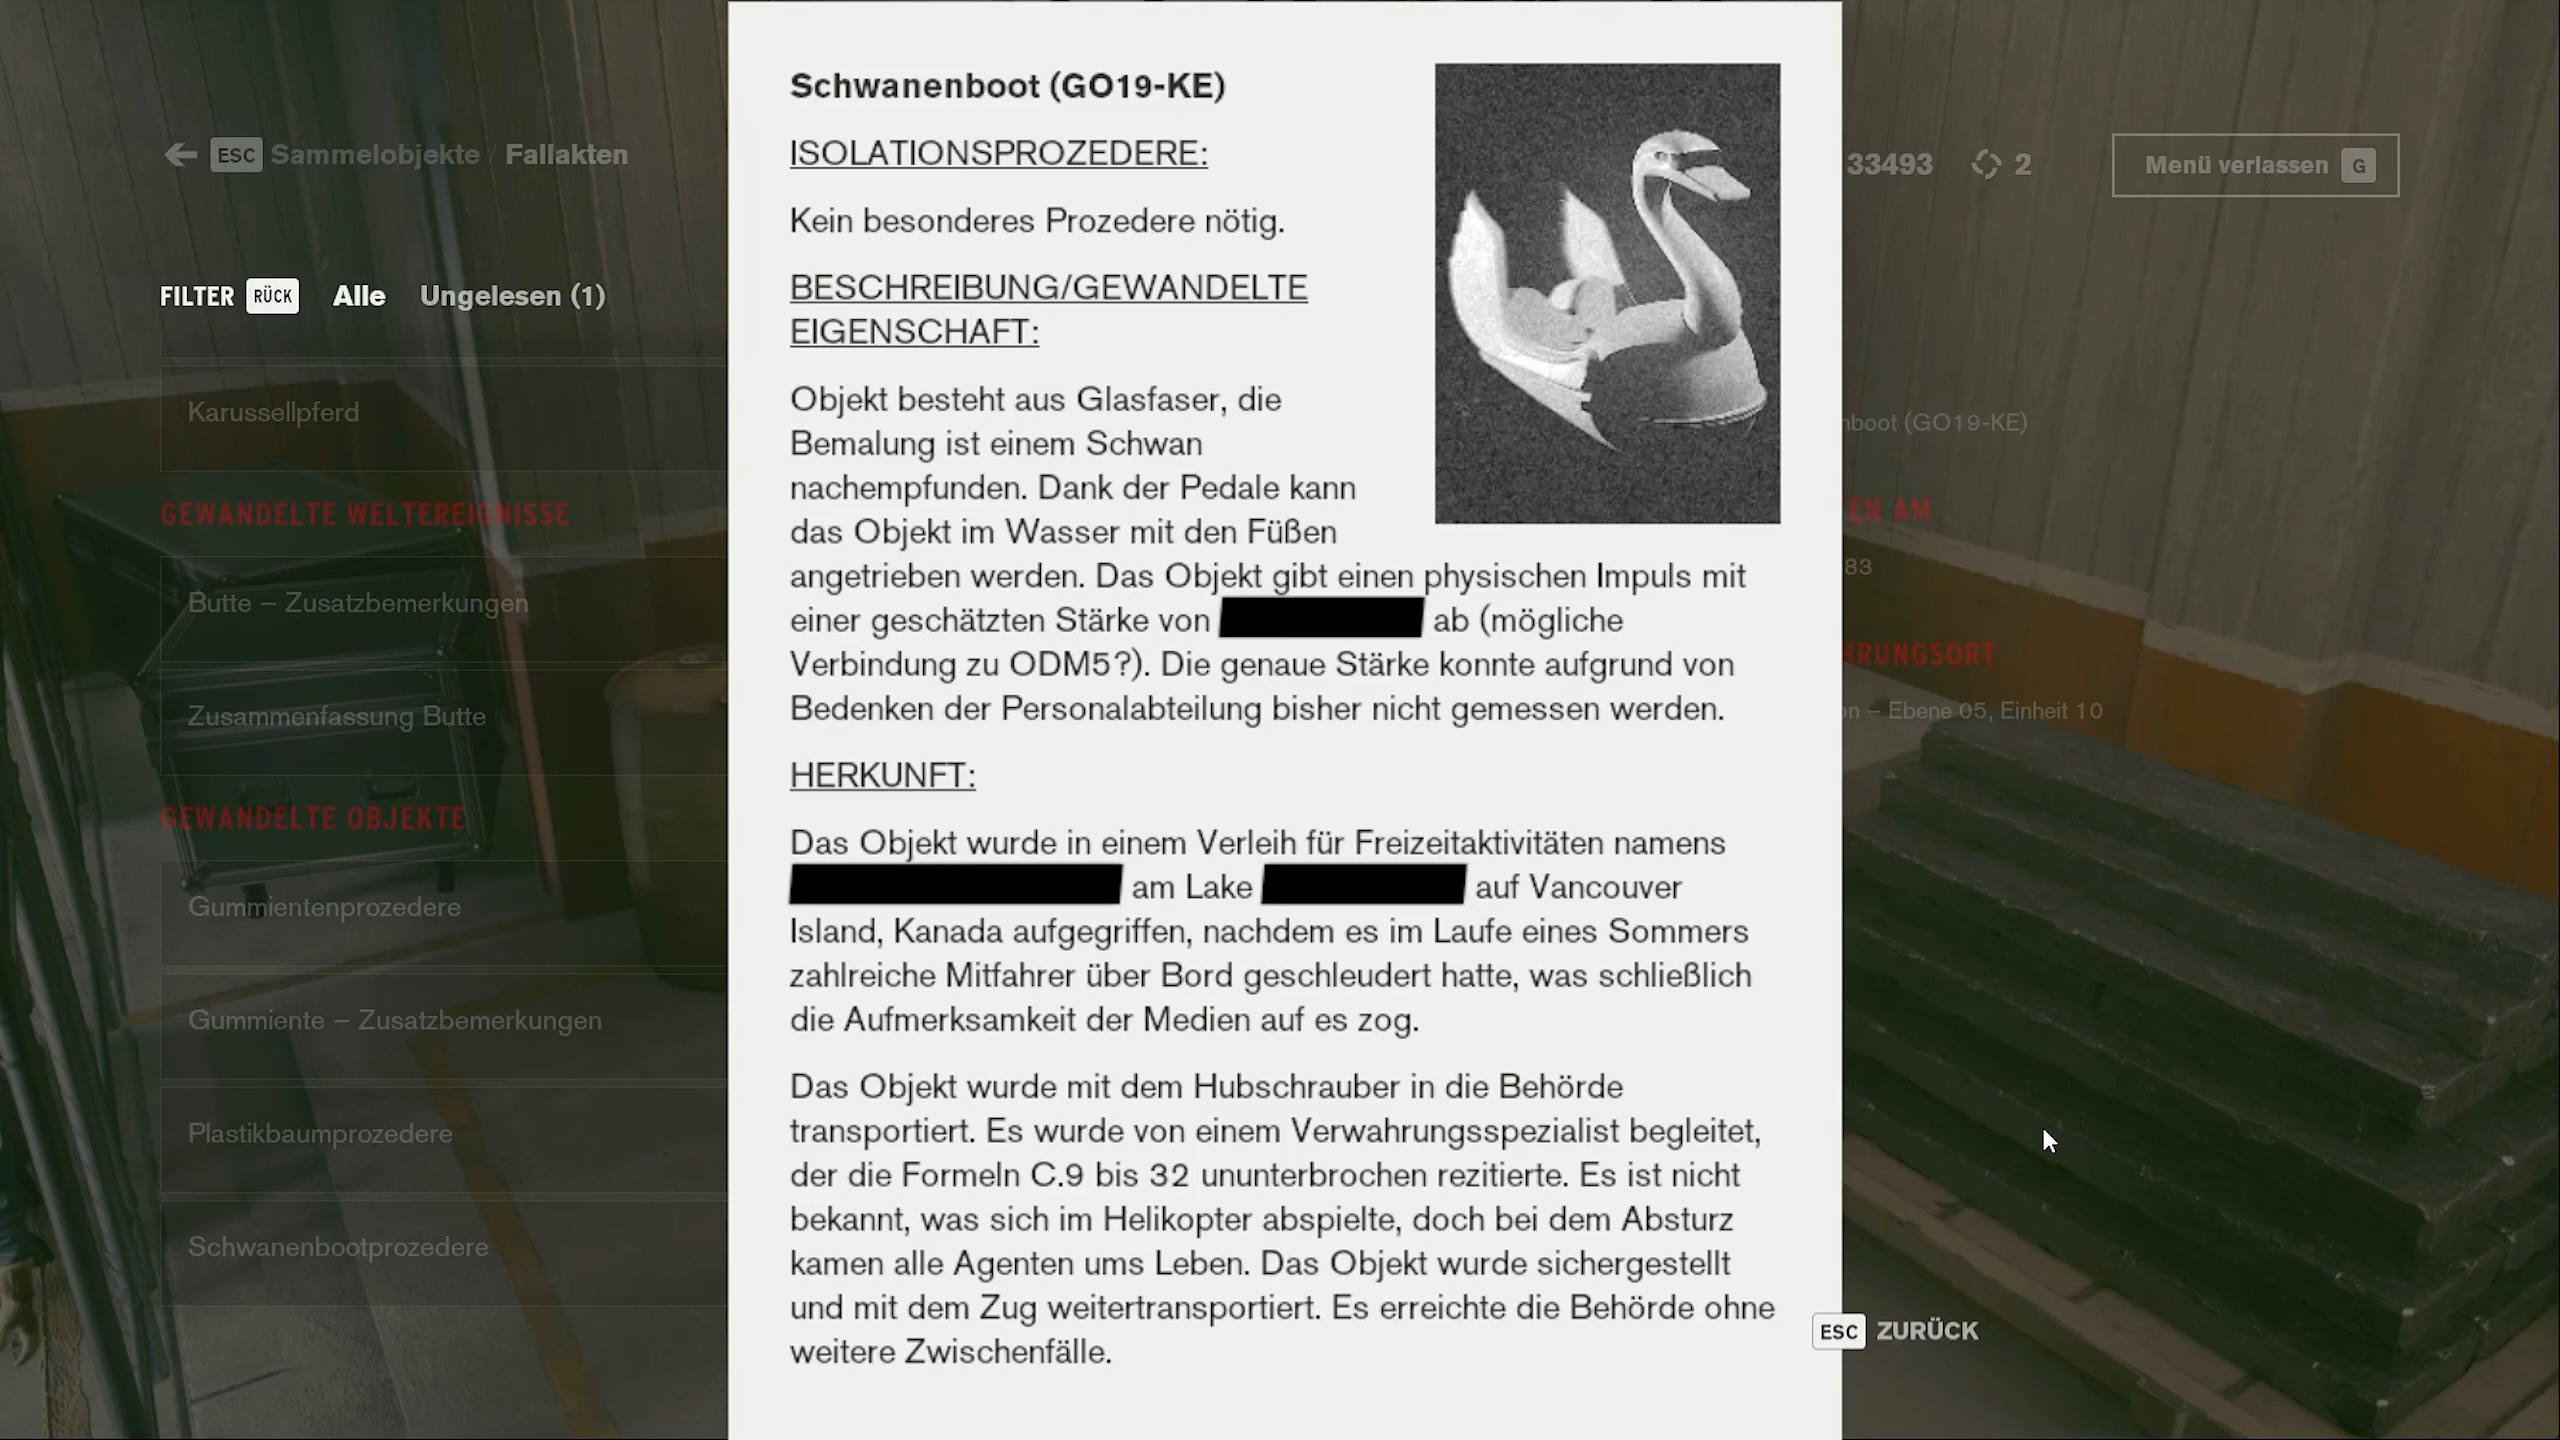 ← ESC Sammelobjekte / Fallakten
33493 2
Menü verlassen G
FILTER RÜCK Alle Ungelesen (1)
Karussellpferd
GEWANDELTE WELTEREIGNISSE
Butte – Zusatzbemerkungen
Zusammenfassung Butte
GEWANDELTE OBJEKTE
Gummientenprozedere
Gummiente – Zusatzbemerkungen
Plastikbaumprozedere
Schwanenbootprozedere
Schwanenboot (GO19-KE)
ISOLATIONSPROZEDERE:
Kein besonderes Prozedere nötig.
BESCHREIBUNG/GEWANDELTE
EIGENSCHAFT:
Objekt besteht aus Glasfaser, die
Bemalung ist einem Schwan
nachempfunden. Dank der Pedale kann
das Objekt im Wasser mit den Füßen
angetrieben werden. Das Objekt gibt einen physischen Impuls mit
einer geschätzten Stärke von ab (mögliche
Verbindung zu ODM5?). Die genaue Stärke konnte aufgrund von
Bedenken der Personalabteilung bisher nicht gemessen werden.
HERKUNFT:
Das Objekt wurde in einem Verleih für Freizeitaktivitäten namens
am Lake auf Vancouver
Island, Kanada aufgegriffen, nachdem es im Laufe eines Sommers
zahlreiche Mitfahrer über Bord geschleudert hatte, was schließlich
die Aufmerksamkeit der Medien auf es zog.
Das Objekt wurde mit dem Hubschrauber in die Behörde
transportiert. Es wurde von einem Verwahrungsspezialist begleitet,
der die Formeln C.9 bis 32 ununterbrochen rezitierte. Es ist nicht
bekannt, was sich im Helikopter abspielte, doch bei dem Absturz
kamen alle Agenten ums Leben. Das Objekt wurde sichergestellt
und mit dem Zug weitertransportiert. Es erreichte die Behörde ohne
weitere Zwischenfälle.
boot (GO19-KE)
EN AM
83
HRUNGSORT
on – Ebene 05, Einheit 10
ESC ZURÜCK